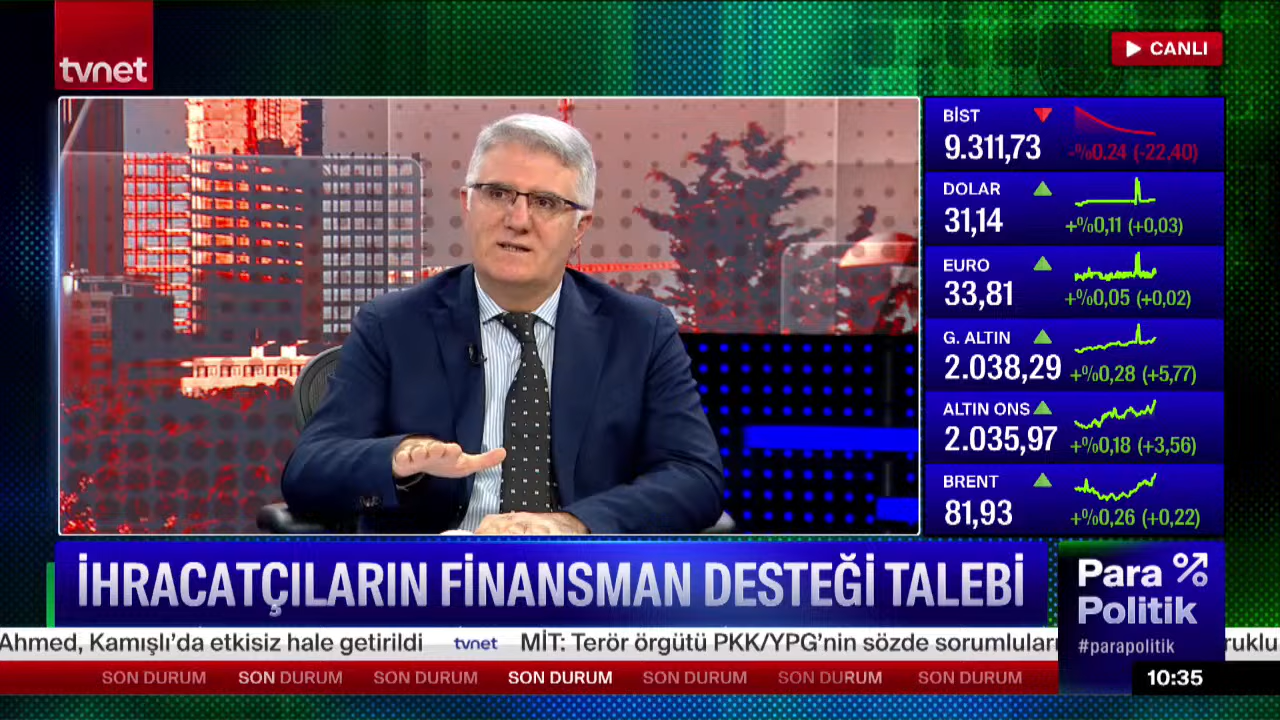 tvnet
CANLI
BİST
9.311,73
-%0.24 (-22,40)
DOLAR
31,14
+%0,11 (+0,03)
EURO
33,81
+%0,05 (+0,02)
G. ALTIN
2.038,29
+%0,28 (+5,77)
ALTIN ONS
2.035,97
+%0,18 (+3,56)
BRENT
81,93
+%0,26 (+0,22)
İHRACATÇILARIN FİNANSMAN DESTEĞİ TALEBİ
Para %
Politik
#parapolitik
Ahmed, Kamışlı’da etkisiz hale getirildi tvnet MİT: Terör örgütü PKK/YPG’nin sözde sorumluları
SON DURUM SON DURUM SON DURUM SON DURUM SON DURUM SON DURUM SON DURUM
10:35